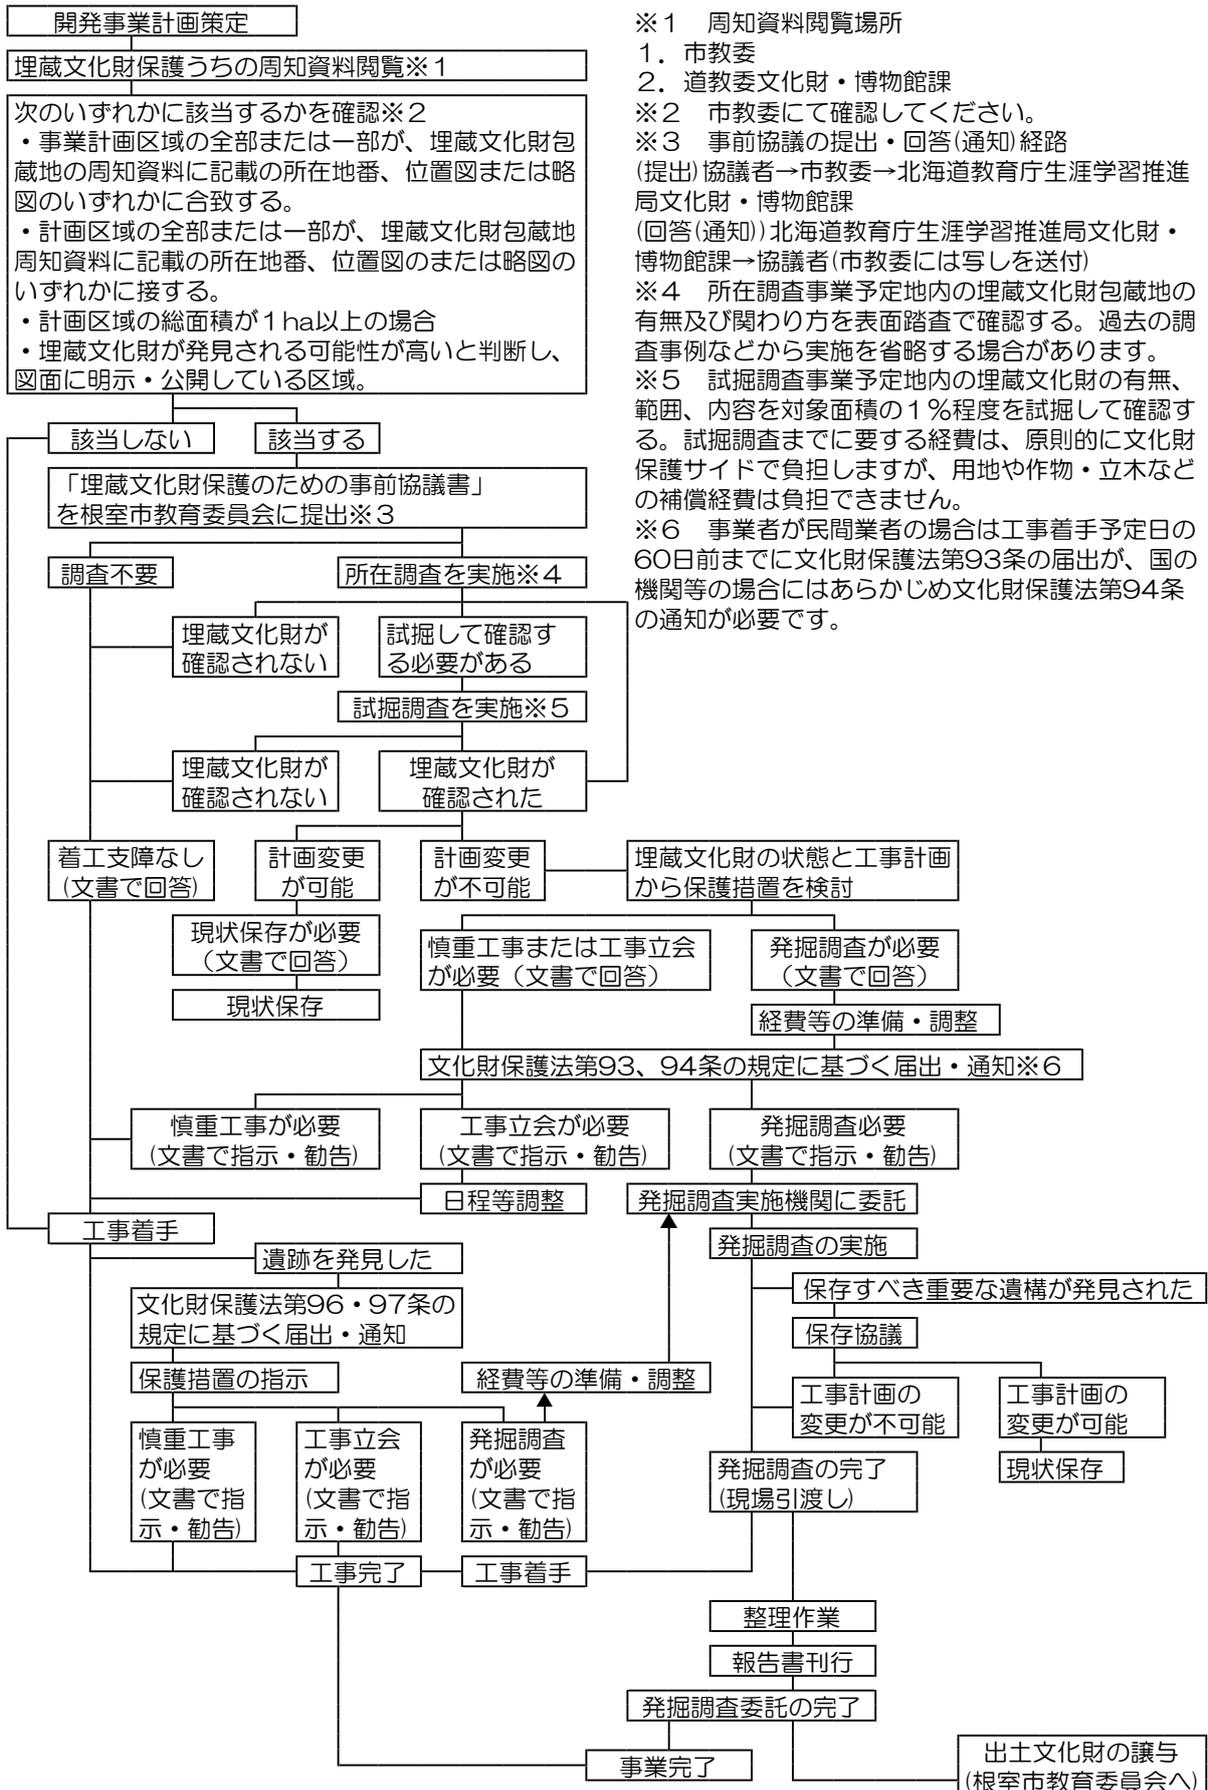 開発事業計画策定
埋蔵文化財保護うちの周知資料閲覧※1
次のいずれかに該当するかを確認※2
・事業計画区域の全部または一部が、埋蔵文化財包
蔵地の周知資料に記載の所在地番、位置図または略
図のいずれかに合致する。
・計画区域の全部または一部が、埋蔵文化財包蔵地
周知資料に記載の所在地番、位置図のまたは略図の
いずれかに接する。
・計画区域の総面積が1ha以上の場合
・埋蔵文化財が発見される可能性が高いと判断し、
図面に明示・公開している区域。
※1 周知資料閲覧場所
1.市教委
2.道教委文化財・博物館課
※2 市教委にて確認してください。
※3 事前協議の提出・回答(通知)経路
(提出)協議者→市教委→北海道教育庁生涯学習推進
局文化財・博物館課
(回答(通知))北海道教育庁生涯学習推進局文化財・
博物館課→協議者(市教委には写しを送付)
※4 所在調査事業予定地内の埋蔵文化財包蔵地の
有無及び関わり方を表面踏査で確認する。過去の調
査事例などから実施を省略する場合があります。
※5 試掘調査事業予定地内の埋蔵文化財の有無、
範囲、内容を対象面積の1%程度を試掘して確認す
る。試掘調査までに要する経費は、原則的に文化財
保護サイドで負担しますが、用地や作物・立木など
の補償経費は負担できません。
※6 事業者が民間業者の場合は工事着手予定日の
60日前までに文化財保護法第93条の届出が、国の
機関等の場合にはあらかじめ文化財保護法第94条
の通知が必要です。
該当しない
該当する
「埋蔵文化財保護のための事前協議書」
を根室市教育委員会に提出※3
調査不要
所在調査を実施※4
埋蔵文化財が
確認されない
試掘して確認す
る必要がある
試掘調査を実施※5
埋蔵文化財が
確認されない
埋蔵文化財が
確認された
着工支障なし
(文書で回答)
計画変更
が可能
計画変更
が不可能
埋蔵文化財の状態と工事計画
から保護措置を検討
現状保存が必要
(文書で回答)
現状保存
慎重工事または工事立会
が必要(文書で回答)
発掘調査が必要
(文書で回答)
経費等の準備・調整
文化財保護法第93、94条の規定に基づく届出・通知※6
慎重工事が必要
(文書で指示・勧告)
工事立会が必要
(文書で指示・勧告)
発掘調査必要
(文書で指示・勧告)
日程等調整
発掘調査実施機関に委託
工事着手
発掘調査の実施
遺跡を発見した
保存すべき重要な遺構が発見された
文化財保護法第96・97条の
規定に基づく届出・通知
保存協議
保護措置の指示
経費等の準備・調整
工事計画の
変更が不可能
工事計画の
変更が可能
慎重工事
が必要
(文書で指
示・勧告)
工事立会
が必要
(文書で指
示・勧告)
発掘調査
が必要
(文書で指
示・勧告)
発掘調査の完了
(現場引渡し)
現状保存
工事完了
工事着手
整理作業
報告書刊行
発掘調査委託の完了
事業完了
出土文化財の譲与
(根室市教育委員会へ)